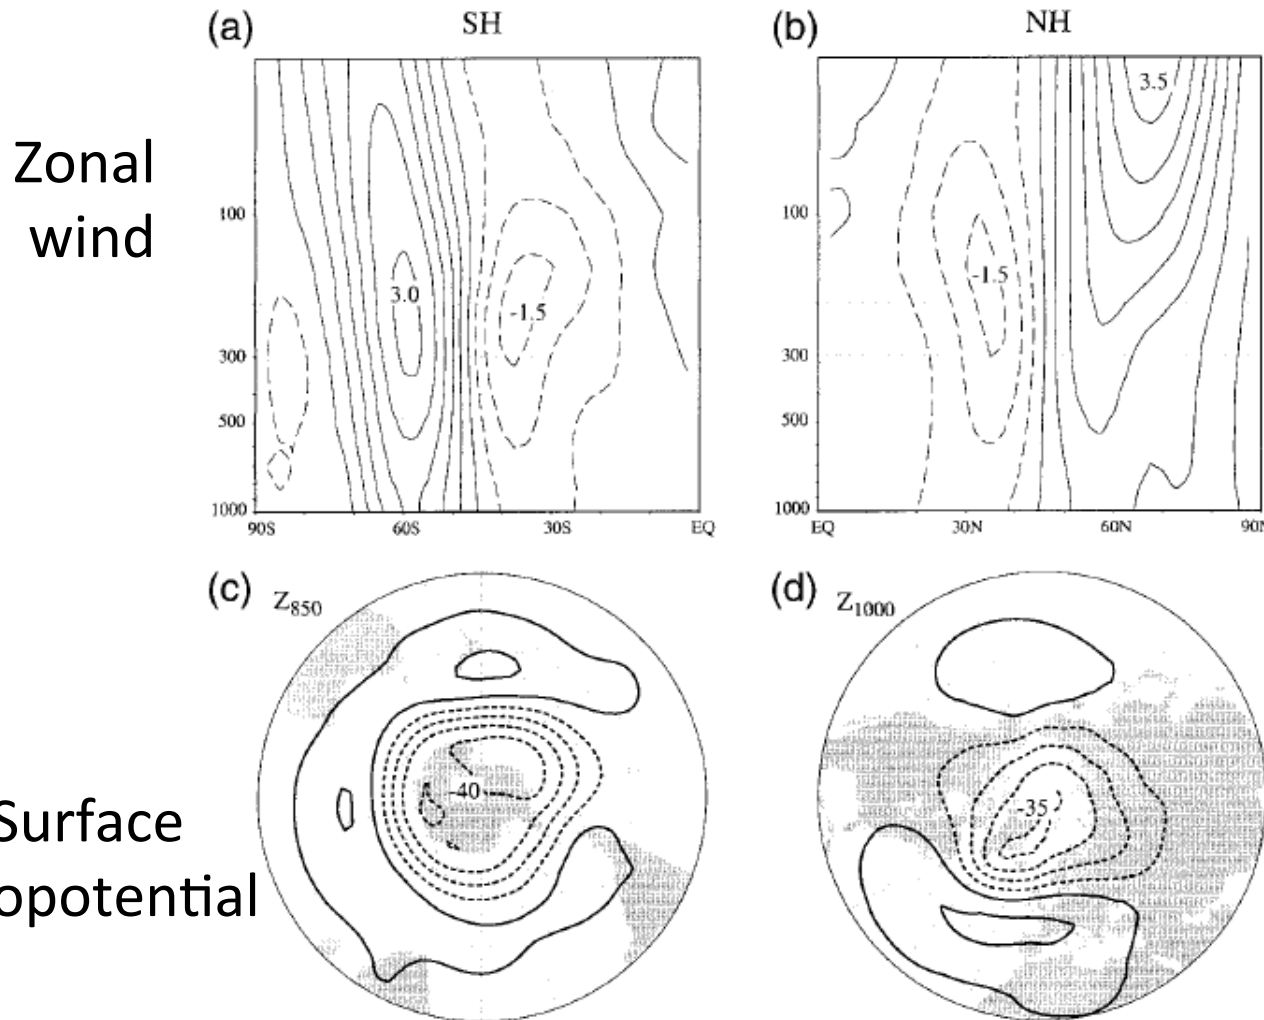 (a) SH
(b) NH
Zonal
wind
100
300
500
1000
90S 60S 30S EQ
3.0
-1.5
100
300
500
1000
EQ 30N 60N 90N
3.5
-1.5
(c) Z850
(d) Z1000
Surface
opotential
-40
-35